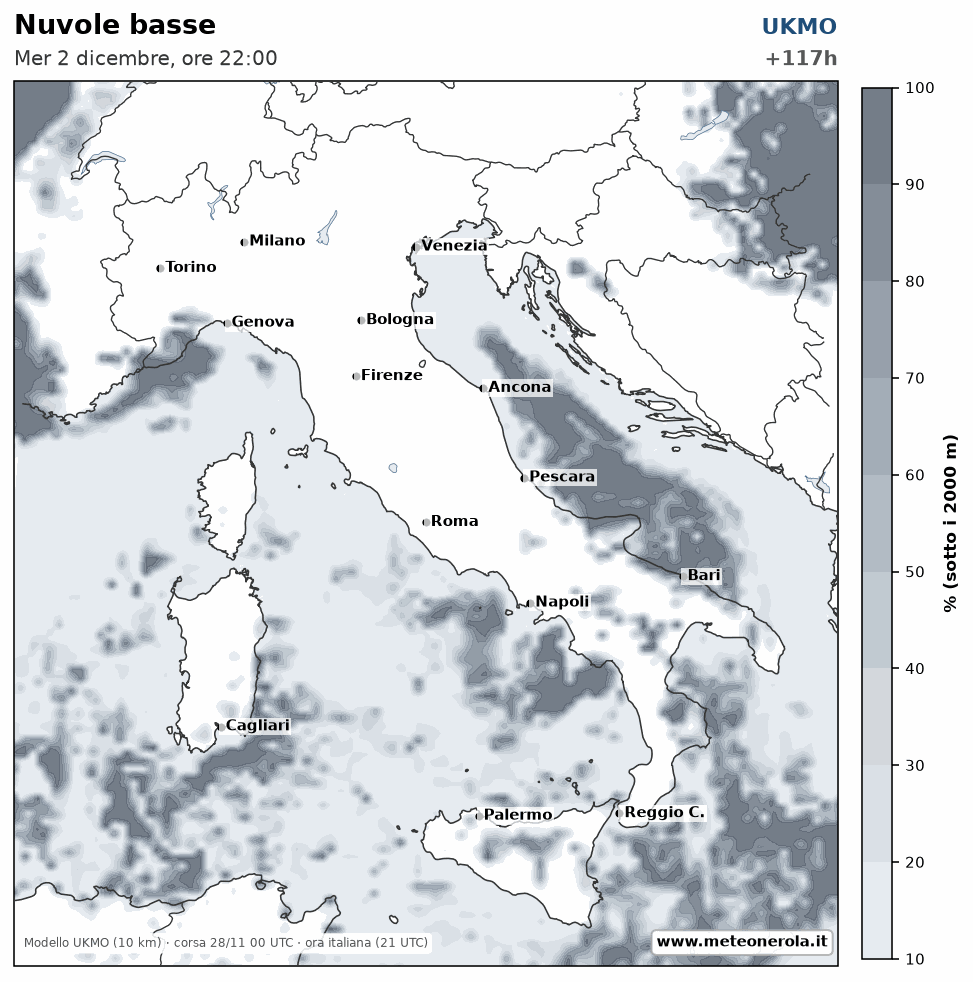 Nuvole basse
UKMO
Mer 2 dicembre, ore 22:00
+117h
100
90
80
70
60
50
40
30
20
10
% (sotto i 2000 m)
Milano
Venezia
Torino
Genova
Bologna
Firenze
Ancona
Pescara
Roma
Bari
Napoli
Cagliari
Palermo
Reggio C.
Modello UKMO (10 km) · corsa 28/11 00 UTC · ora italiana (21 UTC)
www.meteonerola.it